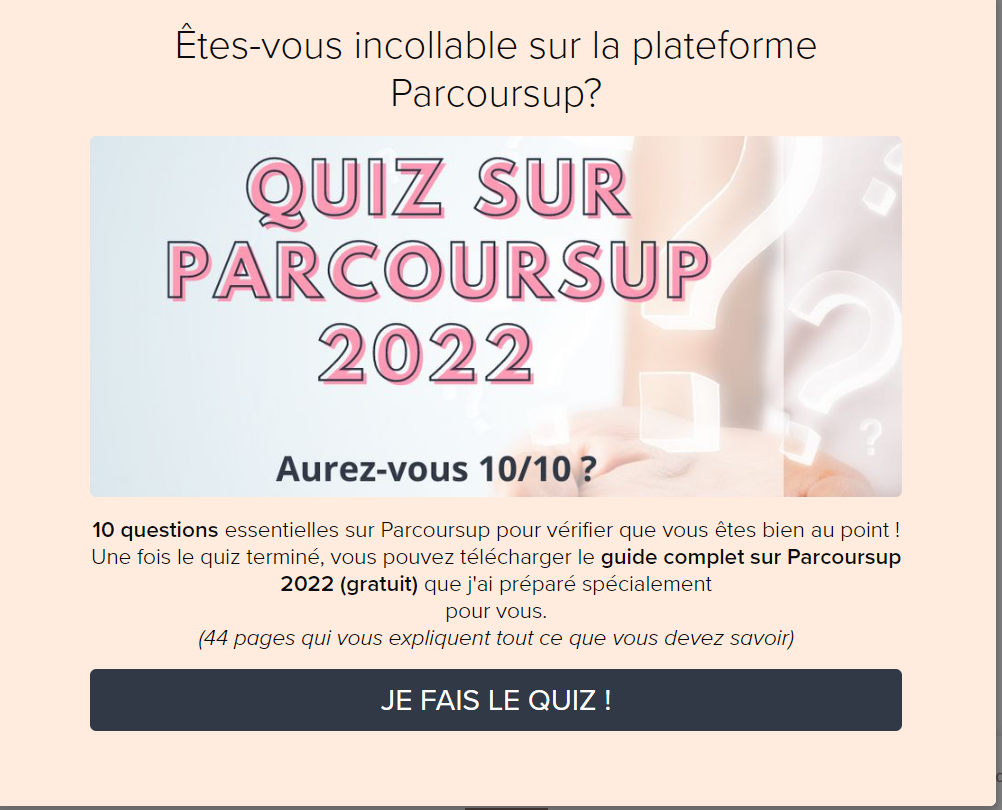 Êtes-vous incollable sur la plateforme
Parcoursup?
QUIZ SUR
PARCOURSUP
2022
Aurez-vous 10/10 ?
10 questions essentielles sur Parcoursup pour vérifier que vous êtes bien au point !
Une fois le quiz terminé, vous pouvez télécharger le guide complet sur Parcoursup
2022 (gratuit) que j'ai préparé spécialement
pour vous.
(44 pages qui vous expliquent tout ce que vous devez savoir)
JE FAIS LE QUIZ !